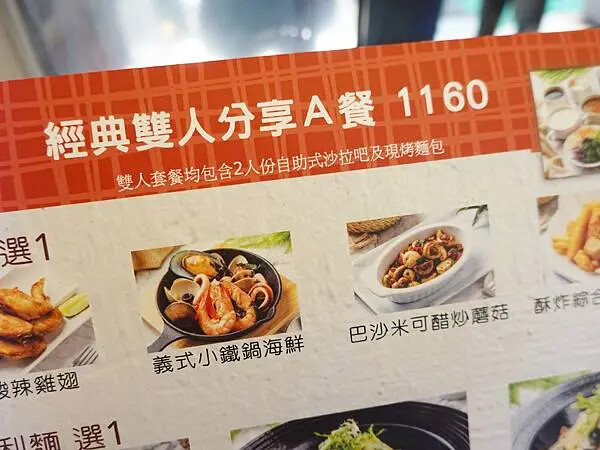 經典雙人分享A餐 1160
雙人套餐均包含2人份自助式沙拉吧及現烤麵包
選1
辣雞翅
義式小鐵鍋海鮮
巴沙米可醋炒蘑菇
酥炸綜合
利麵 選1